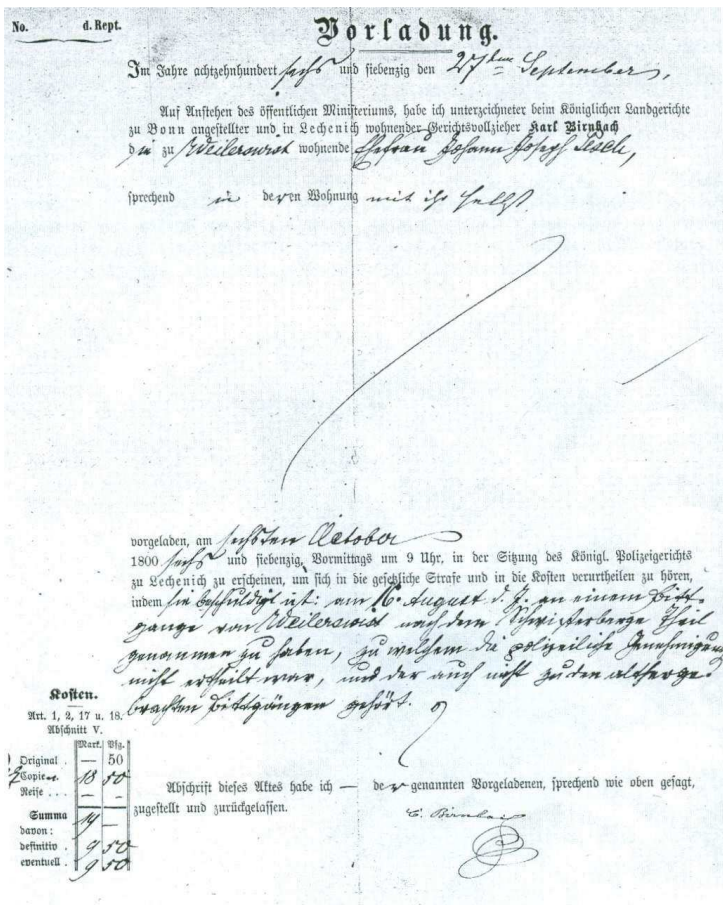 No. d. Rept.
Vorladung.
Im Jahre achtzehnhundert sechs und siebenzig den 27ten September,
Auf Anstehen des öffentlichen Ministeriums, habe ich unterzeichneter beim Königlichen Landgerichte
zu Bonn angestellter und in Lechenich wohnender Gerichtsvollzieher Karl Birnbach
die zu Weilerswist wohnende Ehefrau Johann Joseph
sprechend in deren Wohnung mit ihr selbst
vorgeladen, am sechsten October
1800 sechs und siebenzig, Vormittags um 9 Uhr, in der Sitzung des Königl. Polizeigerichts
zu Lechenich zu erscheinen, um sich in die gesetzliche Strafe und in die Kosten verurtheilen zu hören,
indem sie beschuldigt ist: am 16. August d. J. an einem Bitt-
gange von Weilerswist nach dem Schwisterberge Theil
genommen zu haben, zu welchem die polizeiliche Genehmigung
nicht ertheilt war, und der auch nicht zu den altherge-
brachten Bittgängen gehört.
Kosten.
Art. 1, 2, 17 u. 18.
Abschnitt V.
Mark. Pfg.
Original . — 50
Copien. 18 50
Reise . . . — —
Summa 19 —
davon:
definitiv . 9 50
eventuell . 9 50
Abschrift dieses Aktes habe ich — der genannten Vorgeladenen, sprechend wie oben gesagt,
zugestellt und zurückgelassen.
C. Birnbach